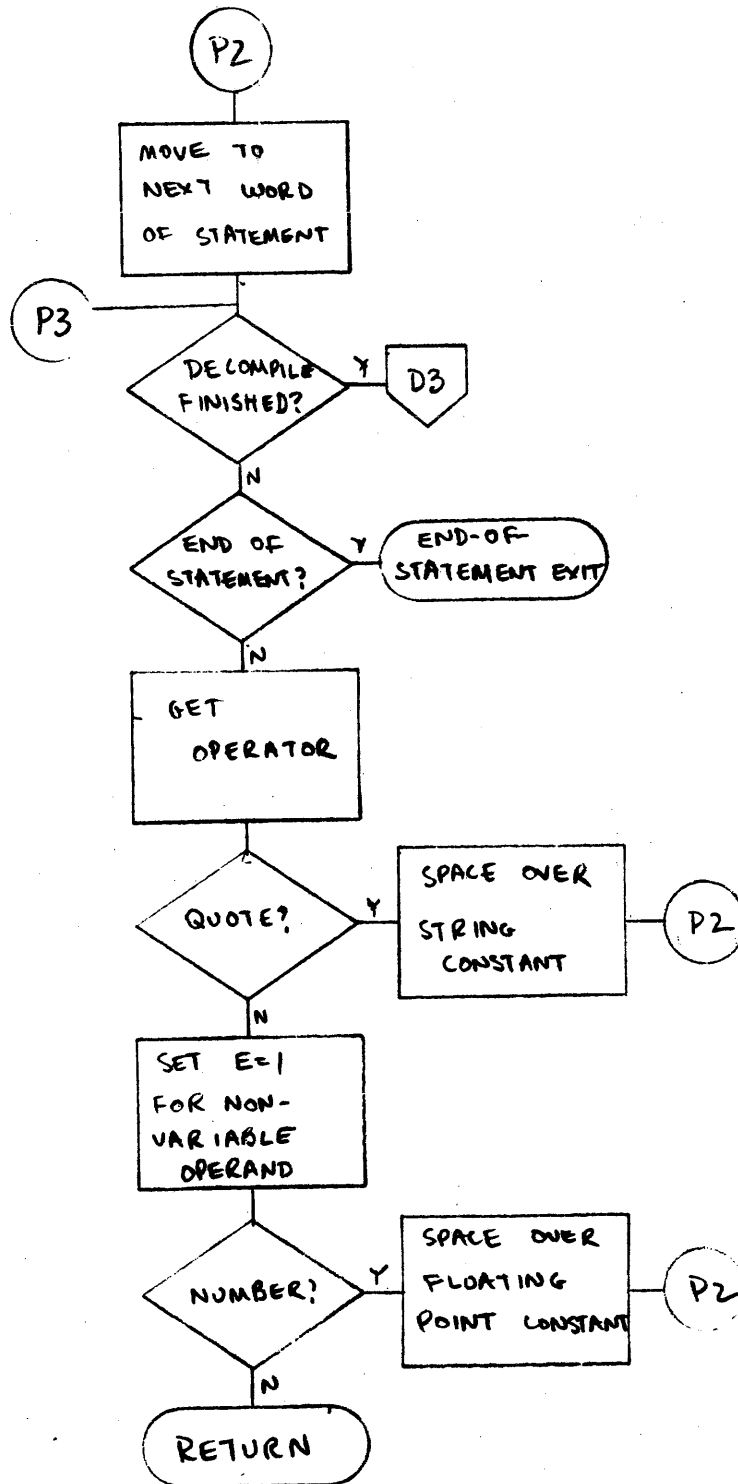 P2
MOVE TO
NEXT WORD
OF STATEMENT
P3
DECOMPILE
FINISHED?
Y
D3
N
END OF
STATEMENT?
Y
END-OF-
STATEMENT EXIT
N
GET
OPERATOR
QUOTE?
Y
SPACE OVER
STRING
CONSTANT
P2
N
SET E=1
FOR NON-
VARIABLE
OPERAND
NUMBER?
Y
SPACE OVER
FLOATING
POINT CONSTANT
P2
N
RETURN